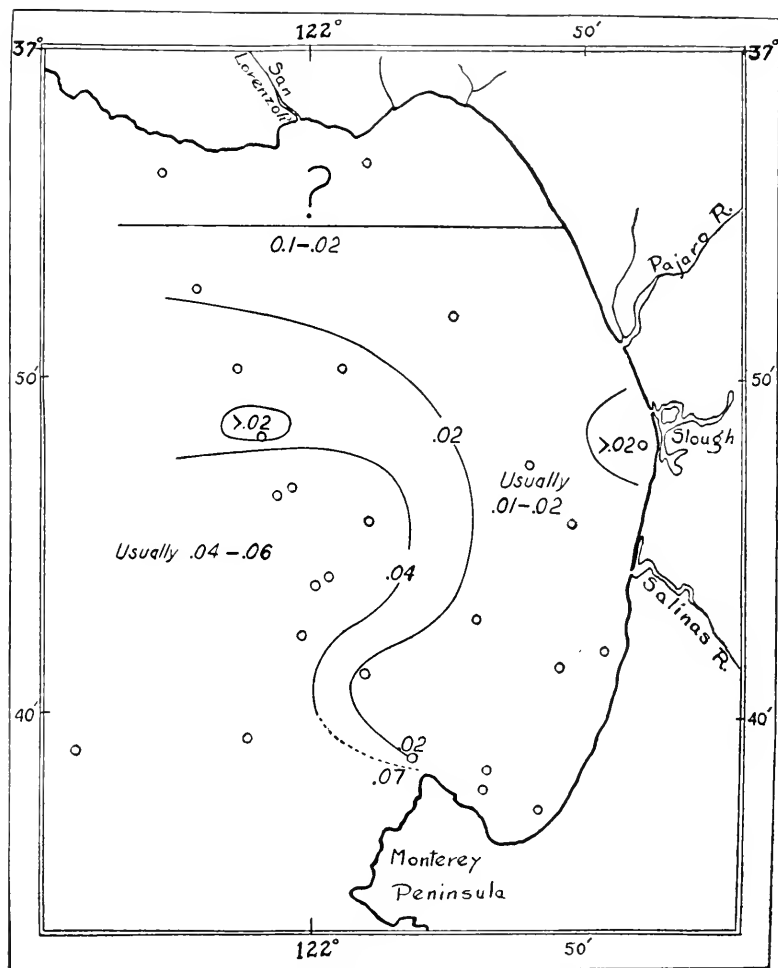 122° 50'
37° 37°
San
Lorenzo
?
0.1-.02
Pajaro R.
50' 50'
>.02
.02
>.02
Slough
Usually
.01-.02
Usually .04-.06
.04
Salinas R.
40' 40'
.02
.07
Monterey
Peninsula
122° 50'